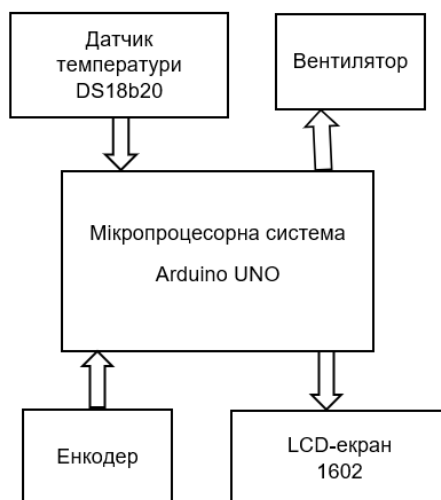 Датчик
температури
DS18b20
Вентилятор
Мікропроцесорна система
Arduino UNO
Енкодер
LCD-екран
1602